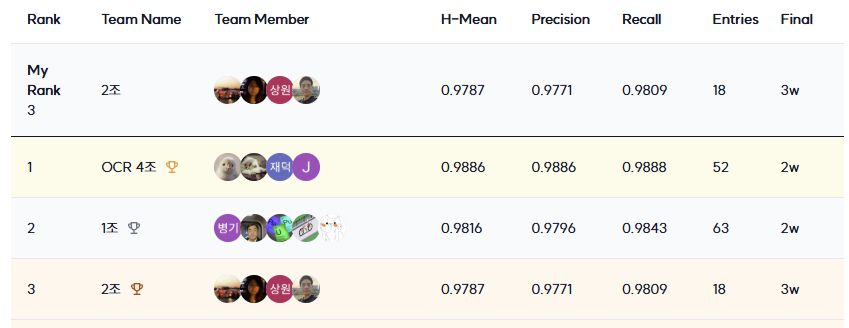 Rank Team Name Team Member H-Mean Precision Recall Entries Final
My Rank 3 2조 상원 0.9787 0.9771 0.9809 18 3w
1 OCR 4조 재덕 J 0.9886 0.9886 0.9888 52 2w
2 1조 병기 0.9816 0.9796 0.9843 63 2w
3 2조 상원 0.9787 0.9771 0.9809 18 3w